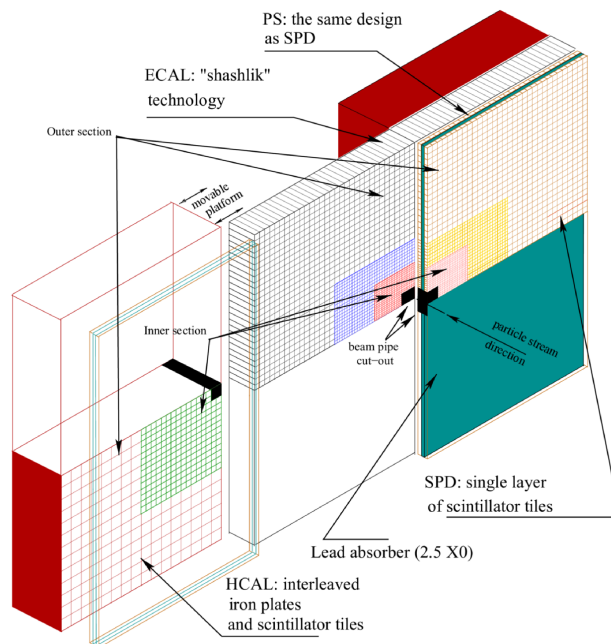 PS: the same design
as SPD
ECAL: "shashlik"
technology
Outer section
movable
platform
Inner section
beam pipe
cut−out
particle stream
direction
SPD: single layer
of scintillator tiles
Lead absorber (2.5 X0)
HCAL: interleaved
iron plates
and scintillator tiles